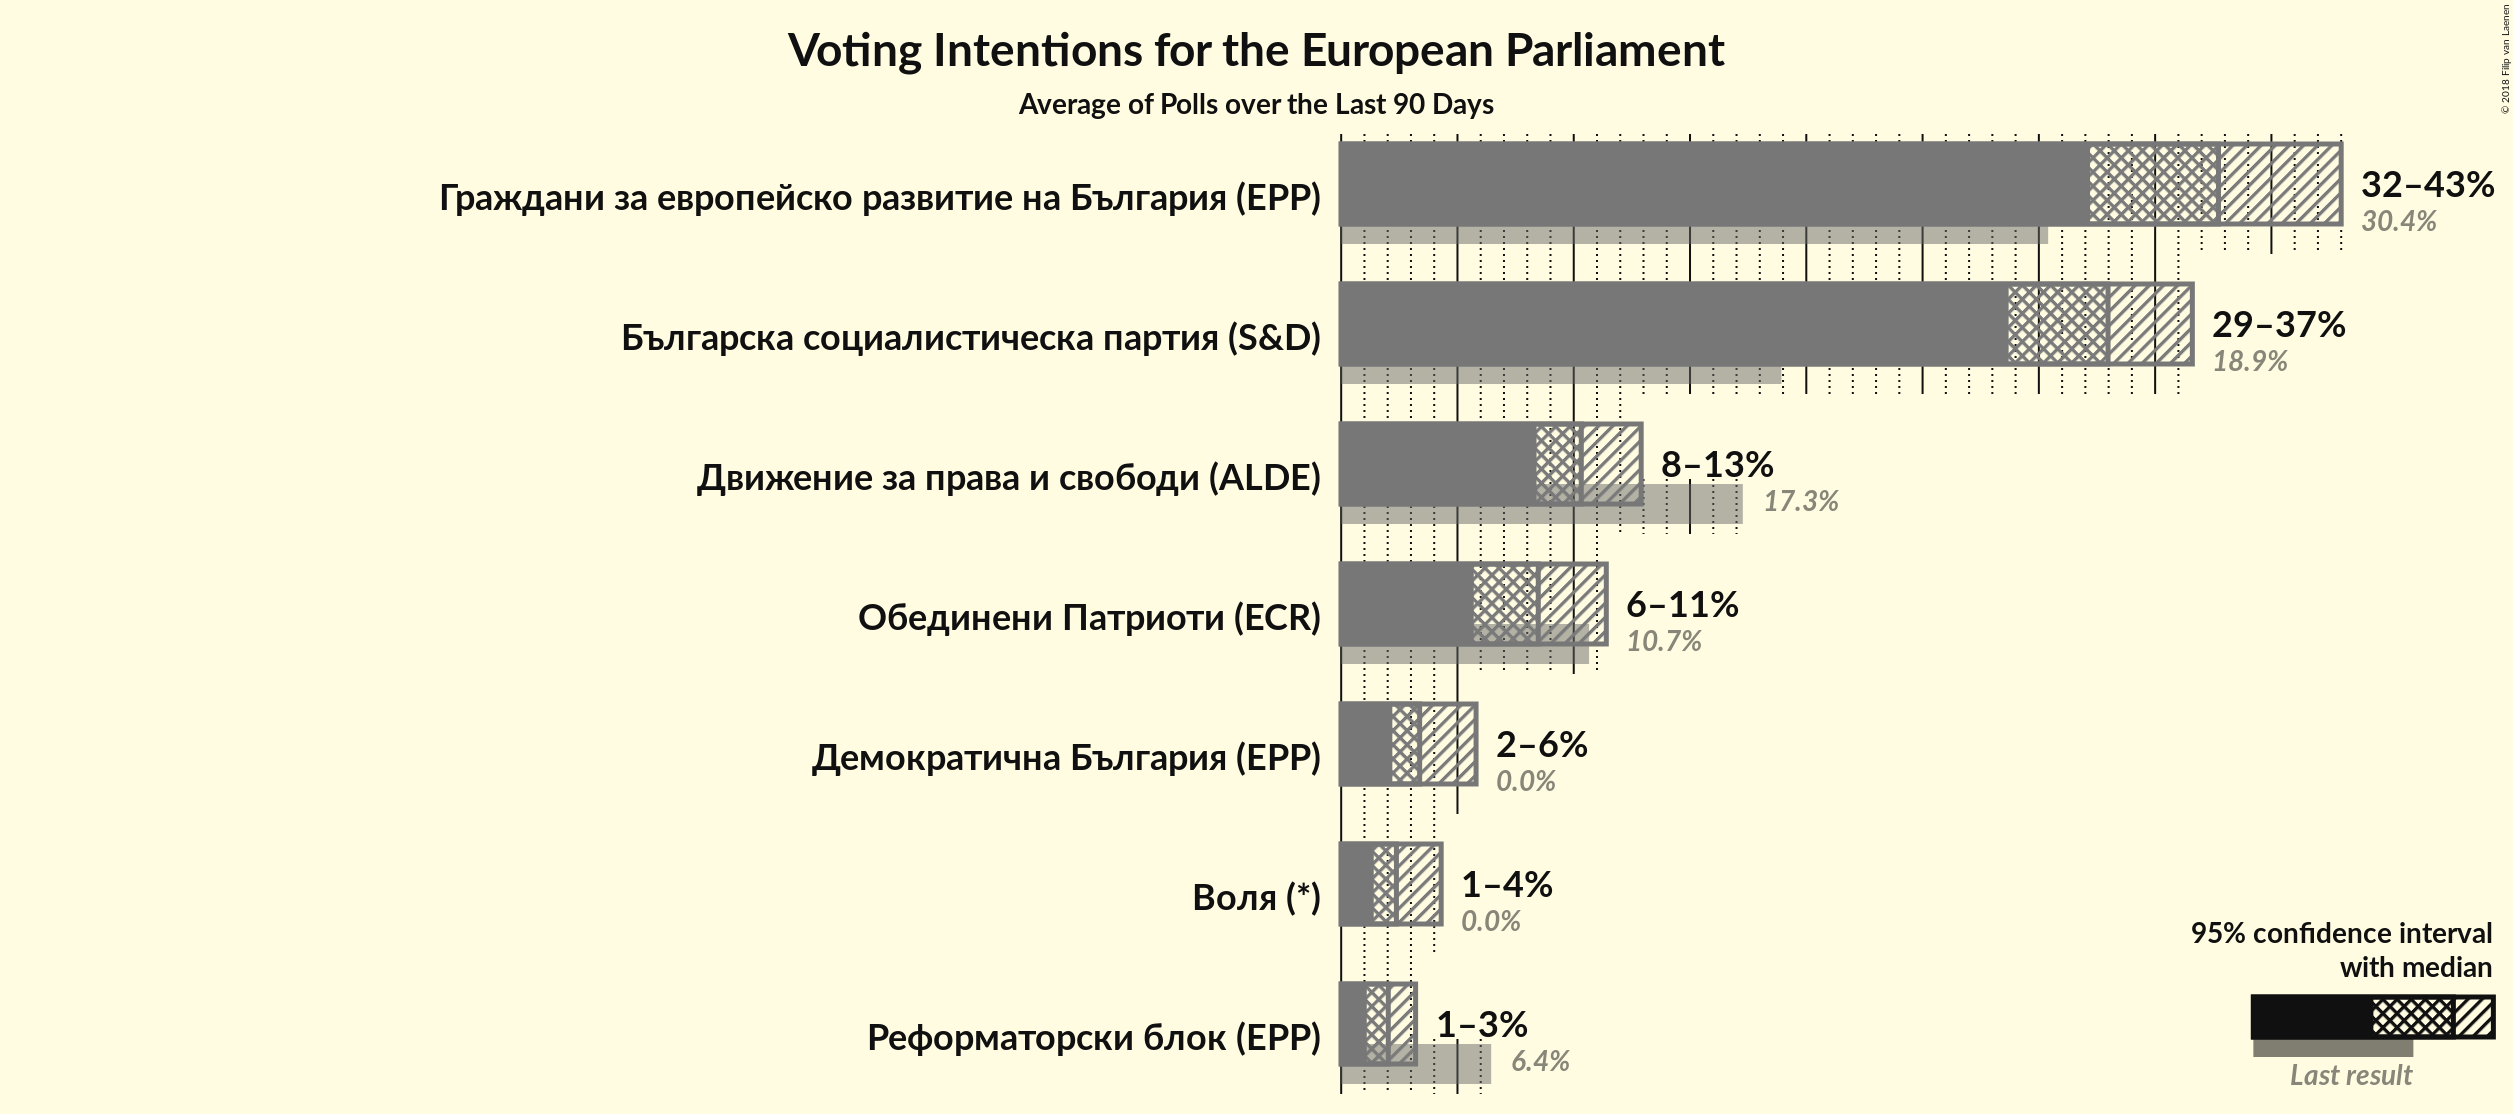 Voting Intentions for the European Parliament
Average of Polls over the Last 90 Days
© 2018 Filip van Laenen
Граждани за европейско развитие на България (EPP)
32–43%
30.4%
Българска социалистическа партия (S&D)
29–37%
18.9%
Движение за права и свободи (ALDE)
8–13%
17.3%
Обединени Патриоти (ECR)
6–11%
10.7%
Демократична България (EPP)
2–6%
0.0%
Воля (*)
1–4%
0.0%
Реформаторски блок (EPP)
1–3%
6.4%
95% confidence interval
with median
Last result